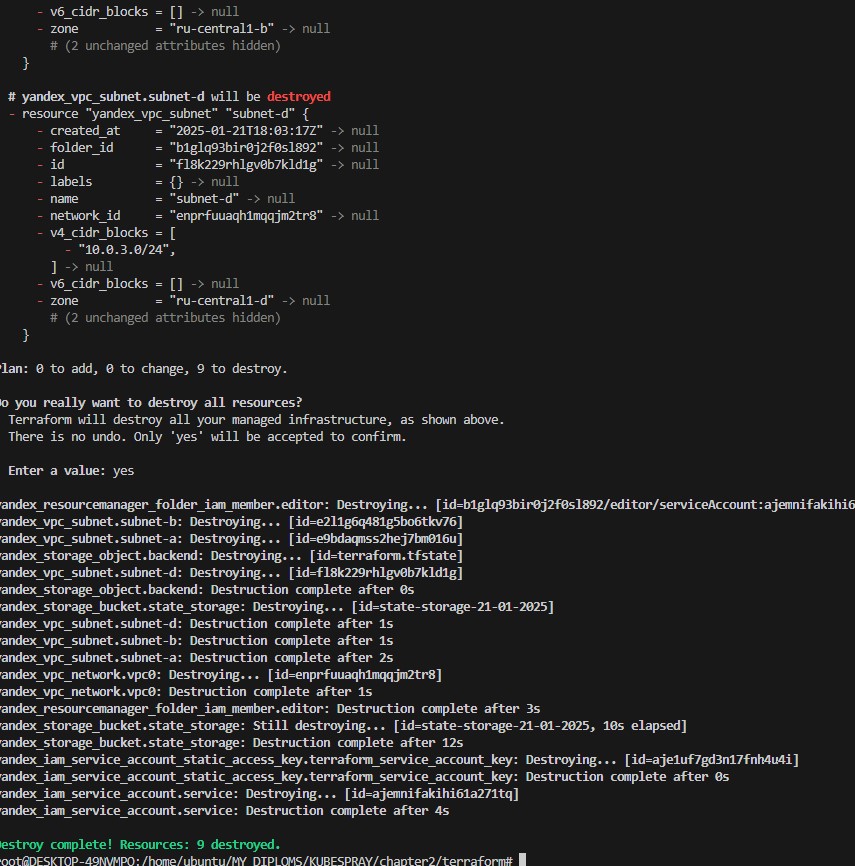 - v6_cidr_blocks = [] -> null
- zone           = "ru-central1-b" -> null
# (2 unchanged attributes hidden)
}
# yandex_vpc_subnet.subnet-d will be destroyed
- resource "yandex_vpc_subnet" "subnet-d" {
- created_at     = "2025-01-21T18:03:17Z" -> null
- folder_id      = "b1glq93bir0j2f0sl892" -> null
- id             = "fl8k229rhlgv0b7kld1g" -> null
- labels         = {} -> null
- name           = "subnet-d" -> null
- network_id     = "enprfuuaqh1mqqjm2tr8" -> null
- v4_cidr_blocks = [
- "10.0.3.0/24",
] -> null
- v6_cidr_blocks = [] -> null
- zone           = "ru-central1-d" -> null
# (2 unchanged attributes hidden)
}
Plan: 0 to add, 0 to change, 9 to destroy.
Do you really want to destroy all resources?
Terraform will destroy all your managed infrastructure, as shown above.
There is no undo. Only 'yes' will be accepted to confirm.
Enter a value: yes
yandex_resourcemanager_folder_iam_member.editor: Destroying... [id=b1glq93bir0j2f0sl892/editor/serviceAccount:ajemnifakihi6
yandex_vpc_subnet.subnet-b: Destroying... [id=e2l1g6q481g5bo6tkv76]
yandex_vpc_subnet.subnet-a: Destroying... [id=e9bdaqmss2hej7bm016u]
yandex_storage_object.backend: Destroying... [id=terraform.tfstate]
yandex_vpc_subnet.subnet-d: Destroying... [id=fl8k229rhlgv0b7kld1g]
yandex_storage_object.backend: Destruction complete after 0s
yandex_storage_bucket.state_storage: Destroying... [id=state-storage-21-01-2025]
yandex_vpc_subnet.subnet-d: Destruction complete after 1s
yandex_vpc_subnet.subnet-b: Destruction complete after 1s
yandex_vpc_subnet.subnet-a: Destruction complete after 2s
yandex_vpc_network.vpc0: Destroying... [id=enprfuuaqh1mqqjm2tr8]
yandex_vpc_network.vpc0: Destruction complete after 1s
yandex_resourcemanager_folder_iam_member.editor: Destruction complete after 3s
yandex_storage_bucket.state_storage: Still destroying... [id=state-storage-21-01-2025, 10s elapsed]
yandex_storage_bucket.state_storage: Destruction complete after 12s
yandex_iam_service_account_static_access_key.terraform_service_account_key: Destroying... [id=aje1uf7gd3n17fnh4u4i]
yandex_iam_service_account_static_access_key.terraform_service_account_key: Destruction complete after 0s
yandex_iam_service_account.service: Destroying... [id=ajemnifakihi61a271tq]
yandex_iam_service_account.service: Destruction complete after 4s
Destroy complete! Resources: 9 destroyed.
root@DESKTOP-49NVMPO:/home/ubuntu/MY_DIPLOMS/KUBESPRAY/chapter2/terraform#